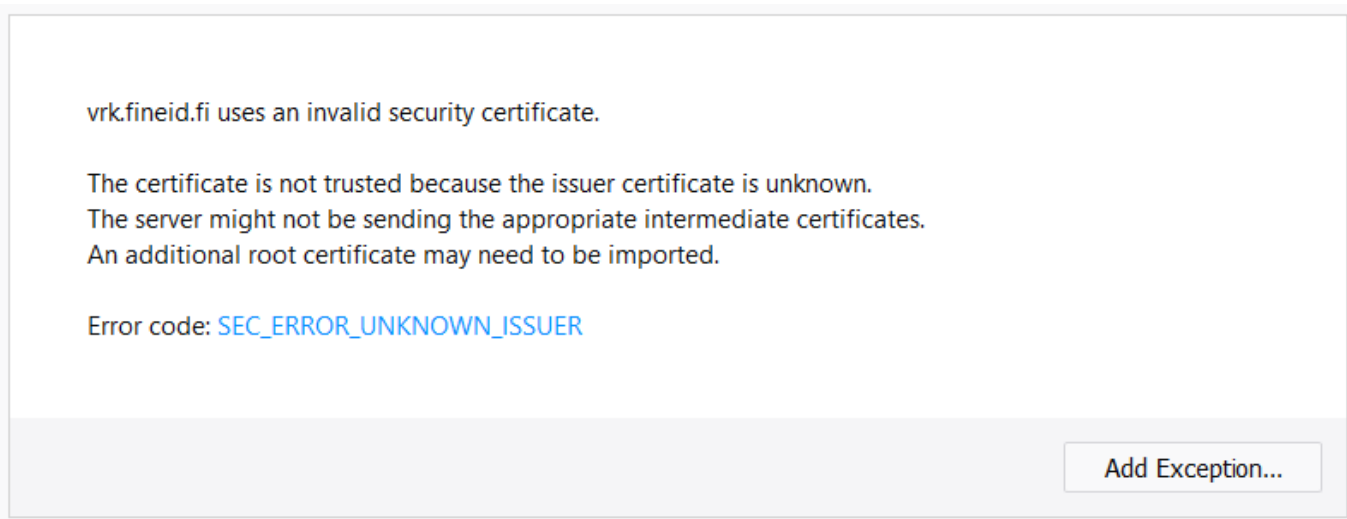 vrk.fineid.fi uses an invalid security certificate.
The certificate is not trusted because the issuer certificate is unknown.
The server might not be sending the appropriate intermediate certificates.
An additional root certificate may need to be imported.
Error code: SEC_ERROR_UNKNOWN_ISSUER
Add Exception...